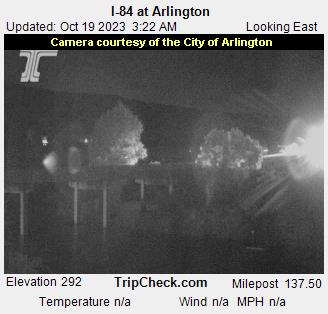 I-84 at Arlington
Updated: Oct 19 2023 3:22 AM Looking East
Camera courtesy of the City of Arlington
Elevation 292 TripCheck.com Milepost 137.50
Temperature n/a Wind n/a MPH n/a